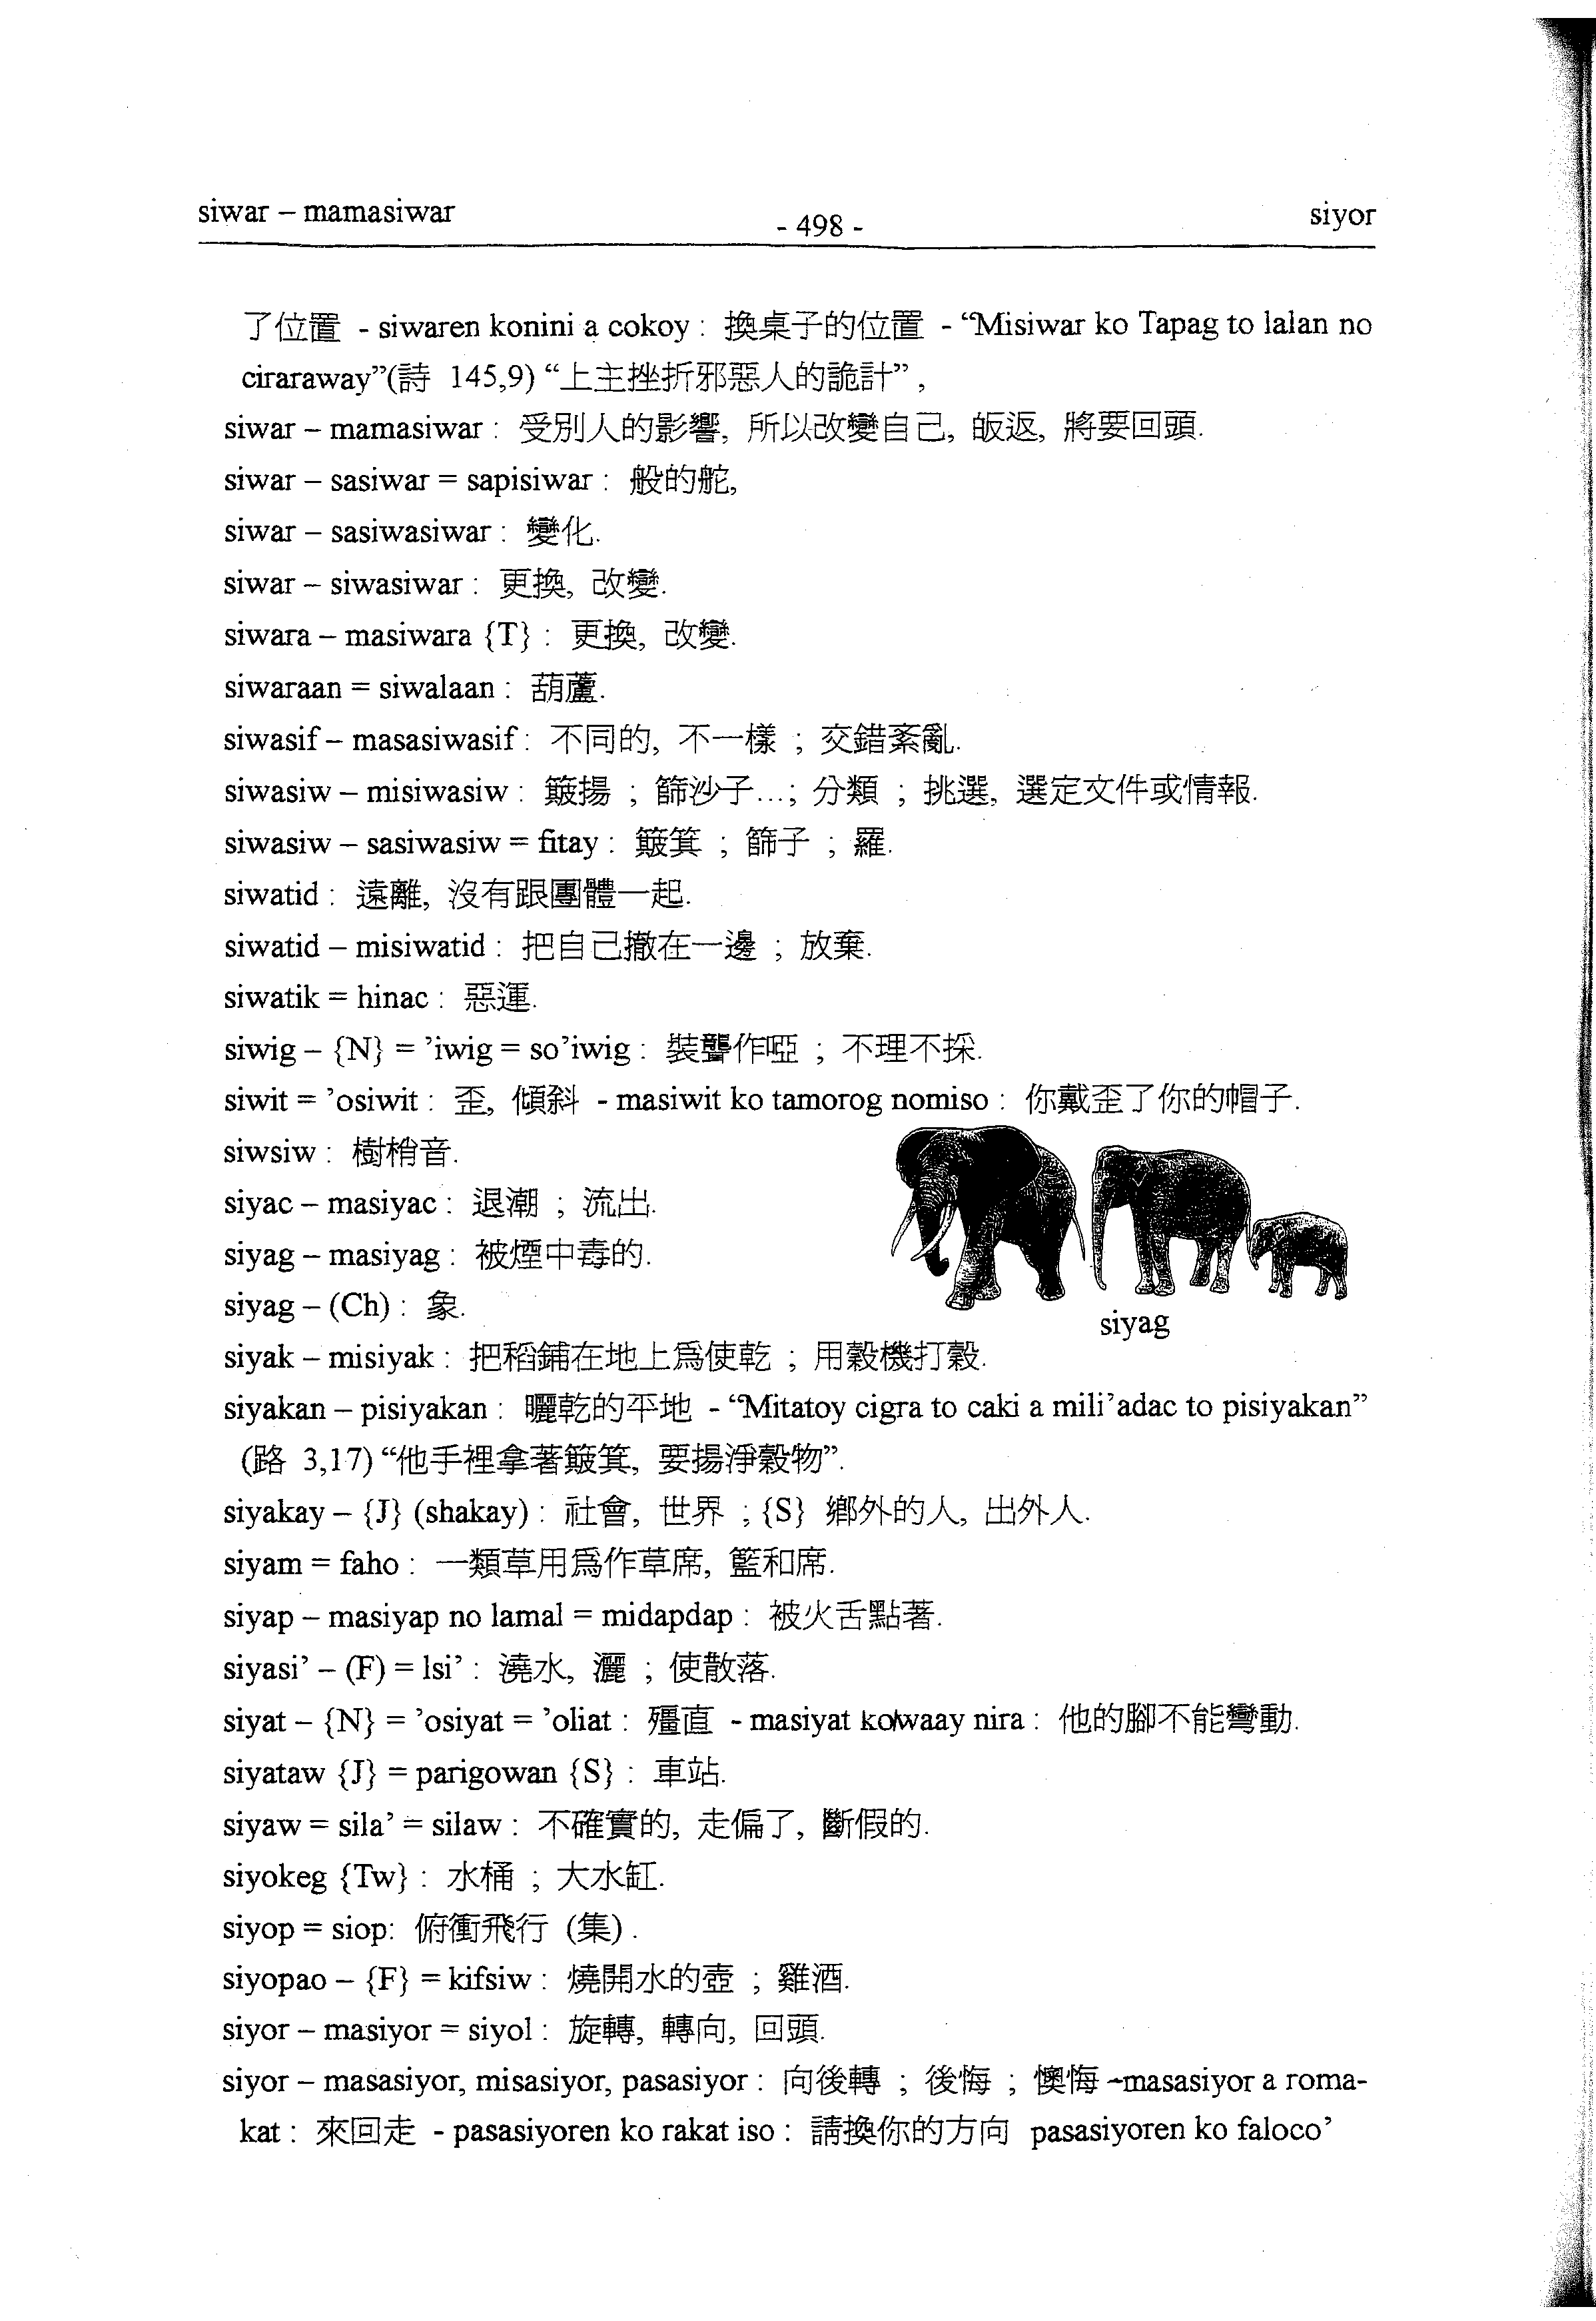 siwar – mamasiwar
- 498 -
siyor
了位置 - siwaren konini a cokoy : 換桌子的位置 - “Misiwar ko Tapag to lalan no
ciraraway”(詩 145,9) “上主挫折邪惡人的詭計” ,
siwar – mamasiwar : 受別人的影響, 所以改變自己, 皈返, 將要回頭.
siwar – sasiwar = sapisiwar : 般的舵,
siwar – sasiwasiwar : 變化.
siwar – siwasiwar : 更換, 改變.
siwara – masiwara {T} : 更換, 改變.
siwaraan = siwalaan : 葫蘆.
siwasif – masasiwasif : 不同的, 不一樣 ; 交錯紊亂.
siwasiw – misiwasiw : 簸揚 ; 篩沙子...; 分類 ; 挑選, 選定文件或情報.
siwasiw – sasiwasiw = fitay : 簸箕 ; 篩子 ; 羅.
siwatid : 遠離, 沒有跟團體一起.
siwatid – misiwatid : 把自己撤在一邊 ; 放棄.
siwatik = hinac : 惡運.
siwig – {N} = ’iwig = so’iwig : 裝聾作啞 ; 不理不採.
siwit = ’osiwit : 歪, 傾斜 - masiwit ko tamorog nomiso : 你戴歪了你的帽子.
siwsiw : 樹梢音.
siyac – masiyac : 退潮 ; 流出.
siyag – masiyag : 被煙中毒的.
siyag – (Ch) : 象.
siyag
siyak – misiyak : 把稻鋪在地上爲使乾 ; 用穀機打穀.
siyakan – pisiyakan : 曬乾的平地 - “Mitatoy cigra to caki a mili’adac to pisiyakan”
(路 3,17) “他手裡拿著簸箕, 要揚淨穀物”.
siyakay – {J} (shakay) : 社會, 世界 ; {S} 鄉外的人, 出外人.
siyam = faho : 一類草用爲作草席, 籃和席.
siyap – masiyap no lamal = midapdap : 被火舌點著.
siyasi’ – (F) = lsi’ : 澆水, 灑 ; 使散落.
siyat – {N} = ’osiyat = ’oliat : 殭直 - masiyat ko waay nira : 他的腳不能彎動.
siyataw {J} = parigowan {S} : 車站.
siyaw = sila’ = silaw : 不確實的, 走偏了, 斷假的.
siyokeg {Tw} : 水桶 ; 大水缸.
siyop = siop: 俯衝飛行 (集) .
siyopao – {F} = kifsiw : 燒開水的壺 ; 雞酒.
siyor – masiyor = siyol : 旋轉, 轉向, 回頭.
siyor – masasiyor, misasiyor, pasasiyor : 向後轉 ; 後悔 ; 懊悔 -masasiyor a roma-
kat : 來回走 - pasasiyoren ko rakat iso : 請換你的方向 pasasiyoren ko faloco’